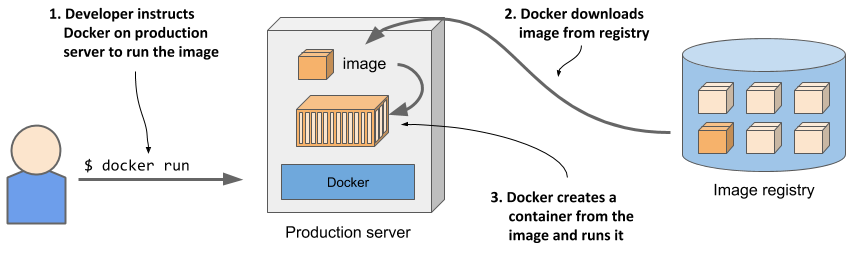 1. Developer instructs
Docker on production
server to run the image
$ docker run
image
Docker
Production server
2. Docker downloads
image from registry
3. Docker creates a
container from the
image and runs it
Image registry